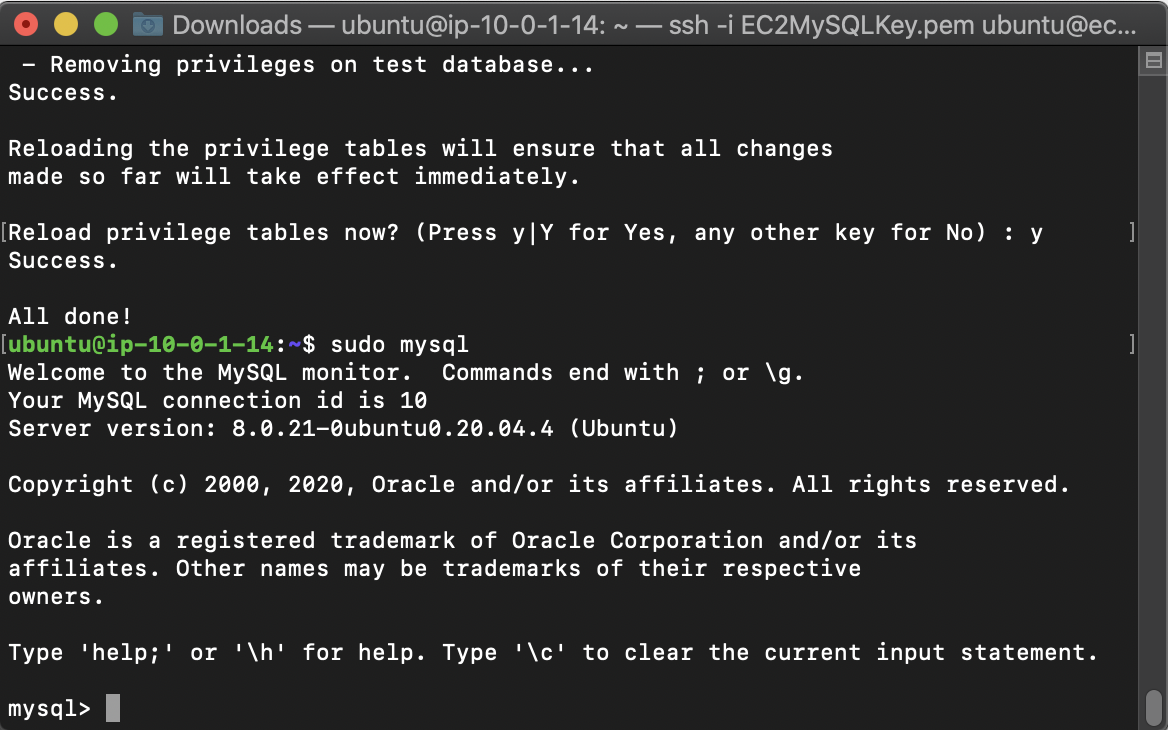 Downloads — ubuntu@ip-10-0-1-14: ~ — ssh -i EC2MySQLKey.pem ubuntu@ec...
 - Removing privileges on test database...
Success.
Reloading the privilege tables will ensure that all changes
made so far will take effect immediately.
[Reload privilege tables now? (Press y|Y for Yes, any other key for No) : y ]
Success.
All done!
[ubuntu@ip-10-0-1-14:~$ sudo mysql ]
Welcome to the MySQL monitor.  Commands end with ; or \g.
Your MySQL connection id is 10
Server version: 8.0.21-0ubuntu0.20.04.4 (Ubuntu)
Copyright (c) 2000, 2020, Oracle and/or its affiliates. All rights reserved.
Oracle is a registered trademark of Oracle Corporation and/or its
affiliates. Other names may be trademarks of their respective
owners.
Type 'help;' or '\h' for help. Type '\c' to clear the current input statement.
mysql>